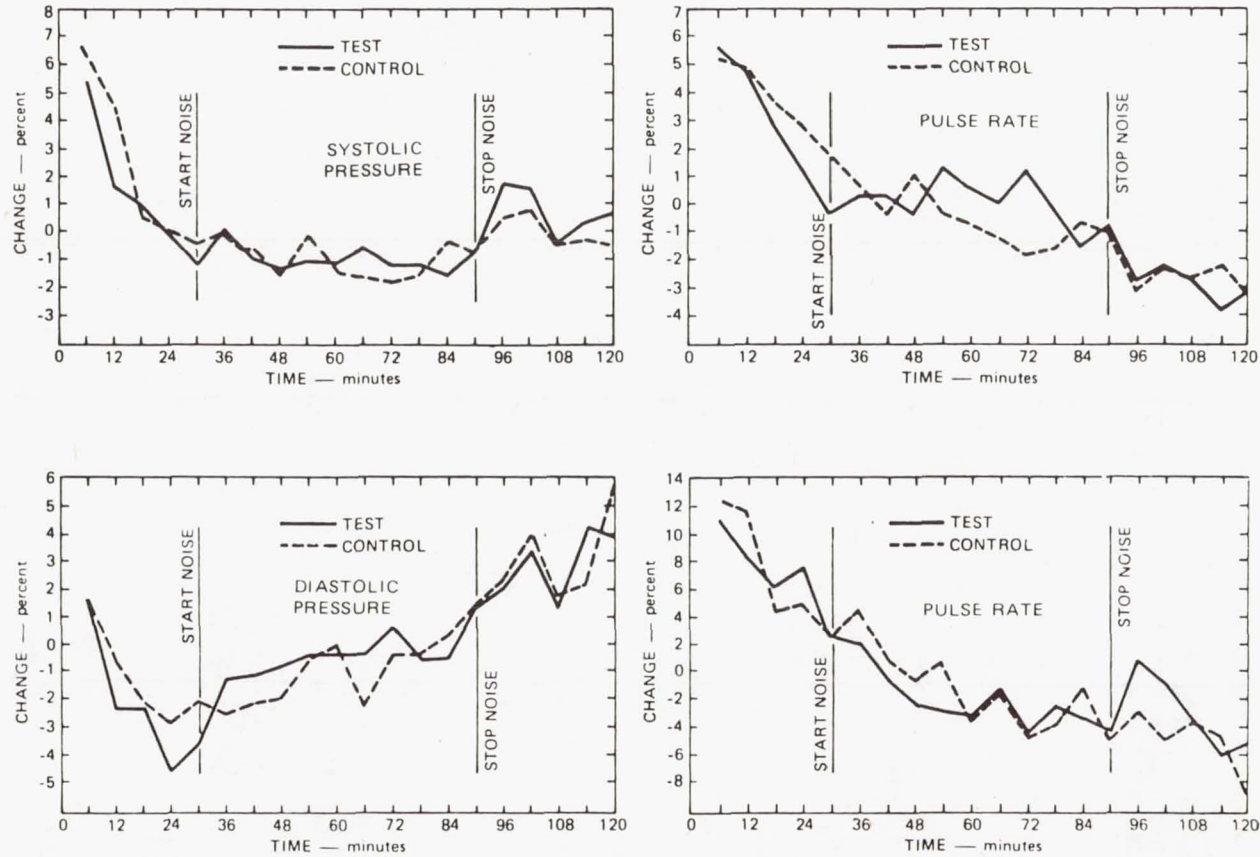 8
7
6
5
4
3
2
1
0
-1
-2
-3
CHANGE — percent
TEST
CONTROL
START NOISE
SYSTOLIC
PRESSURE
STOP NOISE
0 12 24 36 48 60 72 84 96 108 120
TIME — minutes
7
6
5
4
3
2
1
0
-1
-2
-3
-4
CHANGE — percent
TEST
CONTROL
PULSE RATE
START NOISE
STOP NOISE
0 12 24 36 48 60 72 84 96 108 120
TIME — minutes
6
5
4
3
2
1
0
-1
-2
-3
-4
-5
CHANGE — percent
TEST
CONTROL
START NOISE
DIASTOLIC
PRESSURE
STOP NOISE
0 12 24 36 48 60 72 84 96 108 120
TIME — minutes
14
12
10
8
6
4
2
0
-2
-4
-6
-8
CHANGE — percent
TEST
CONTROL
PULSE RATE
START NOISE
STOP NOISE
0 12 24 36 48 60 72 84 96 108 120
TIME — minutes